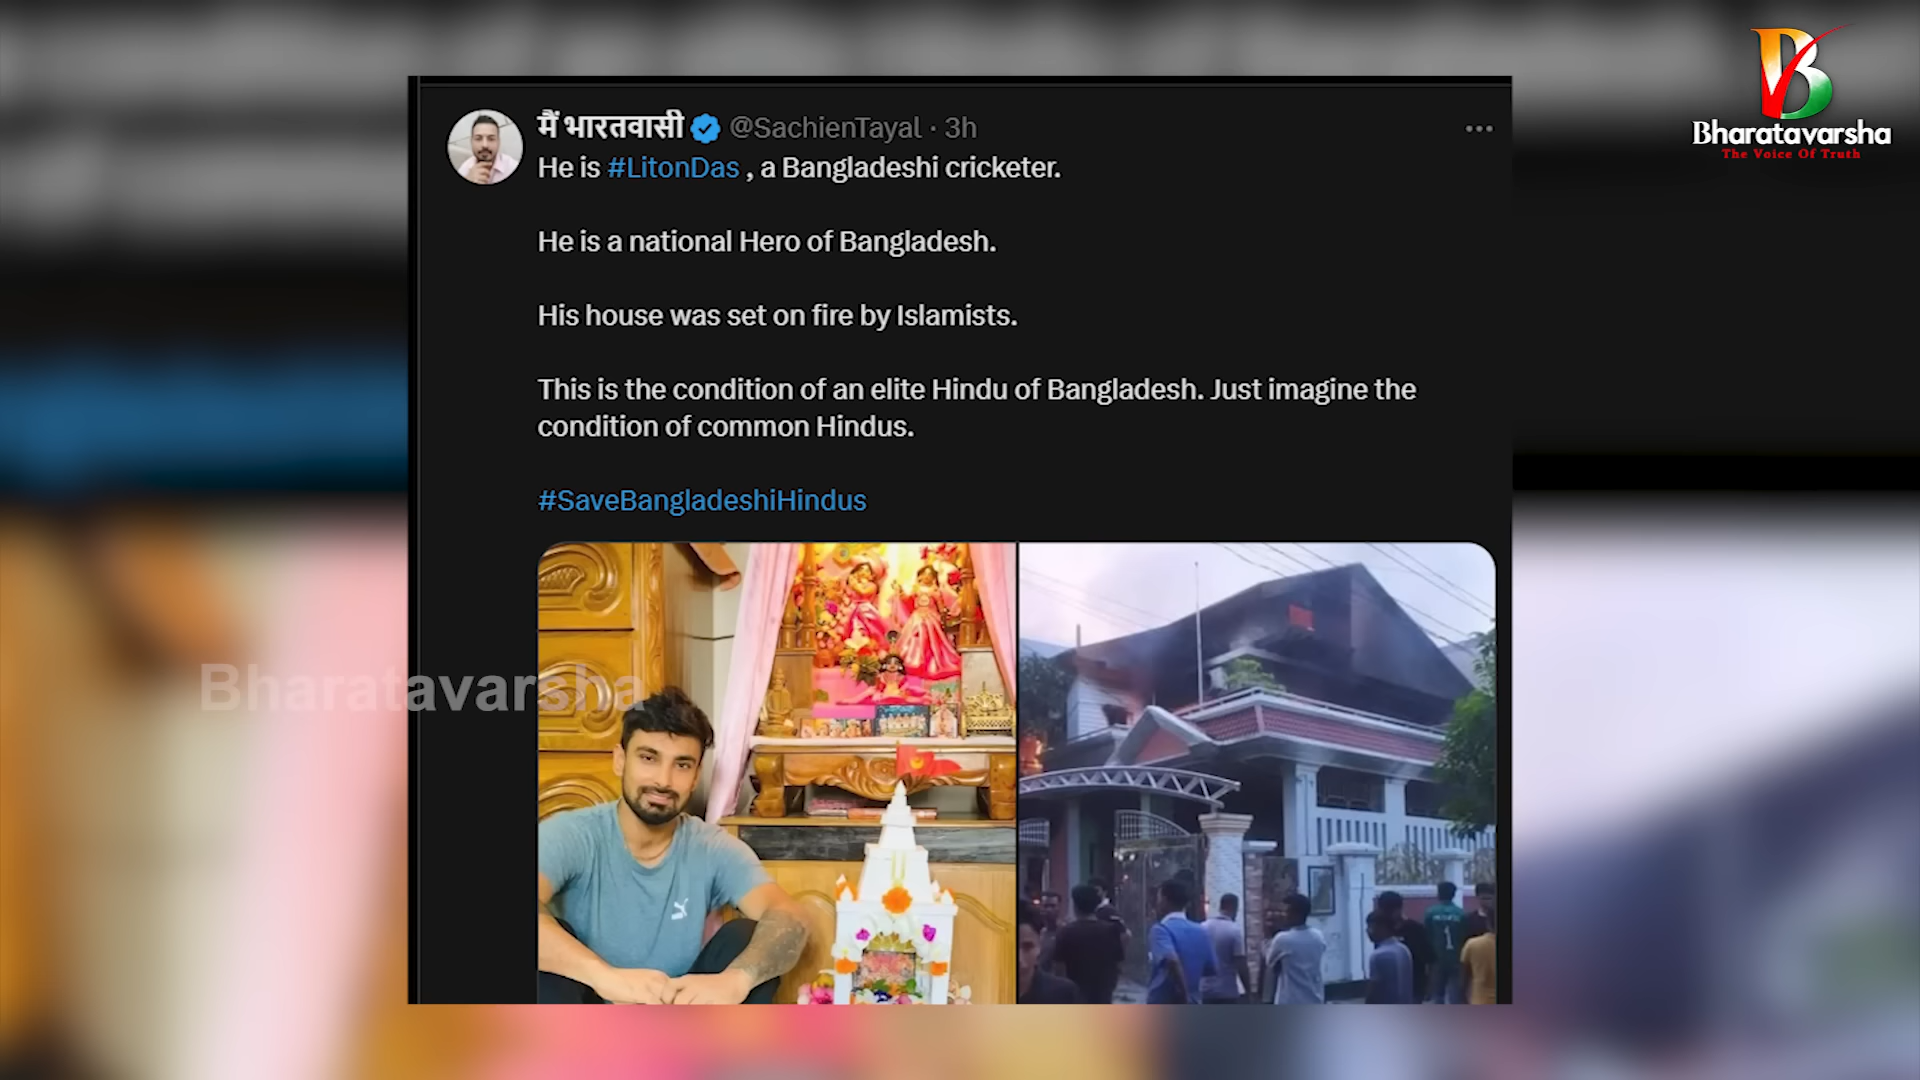 Bharatavarsha
The Voice Of Truth
मैं भारतवासी @SachienTayal · 3h
He is #LitonDas , a Bangladeshi cricketer.
He is a national Hero of Bangladesh.
His house was set on fire by Islamists.
This is the condition of an elite Hindu of Bangladesh. Just imagine the
condition of common Hindus.
#SaveBangladeshiHindus
Bharatavarsha
1